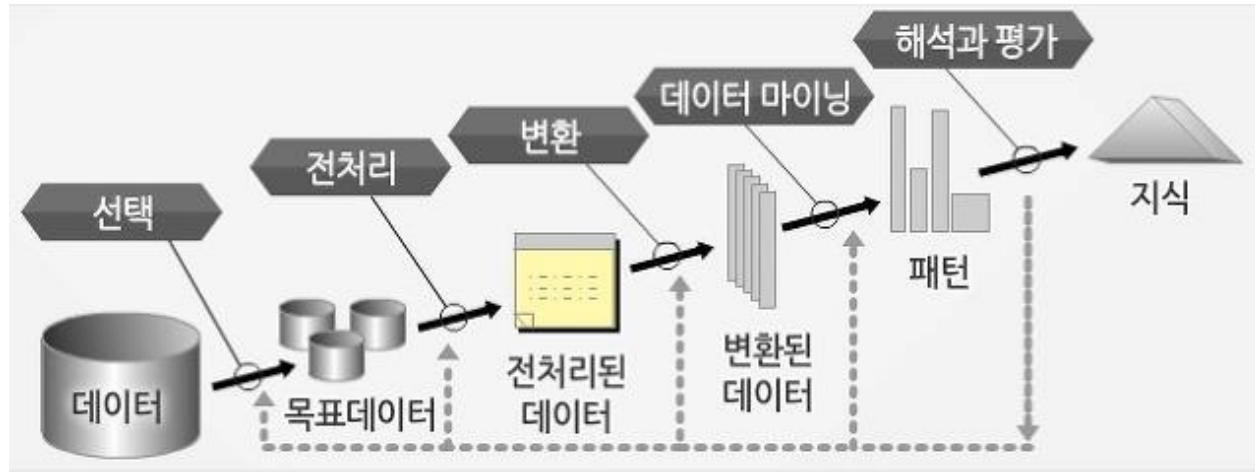 해석과 평가
데이터 마이닝
변환
전처리
선택
지식
패턴
변환된
데이터
전처리된
데이터
목표데이터
데이터